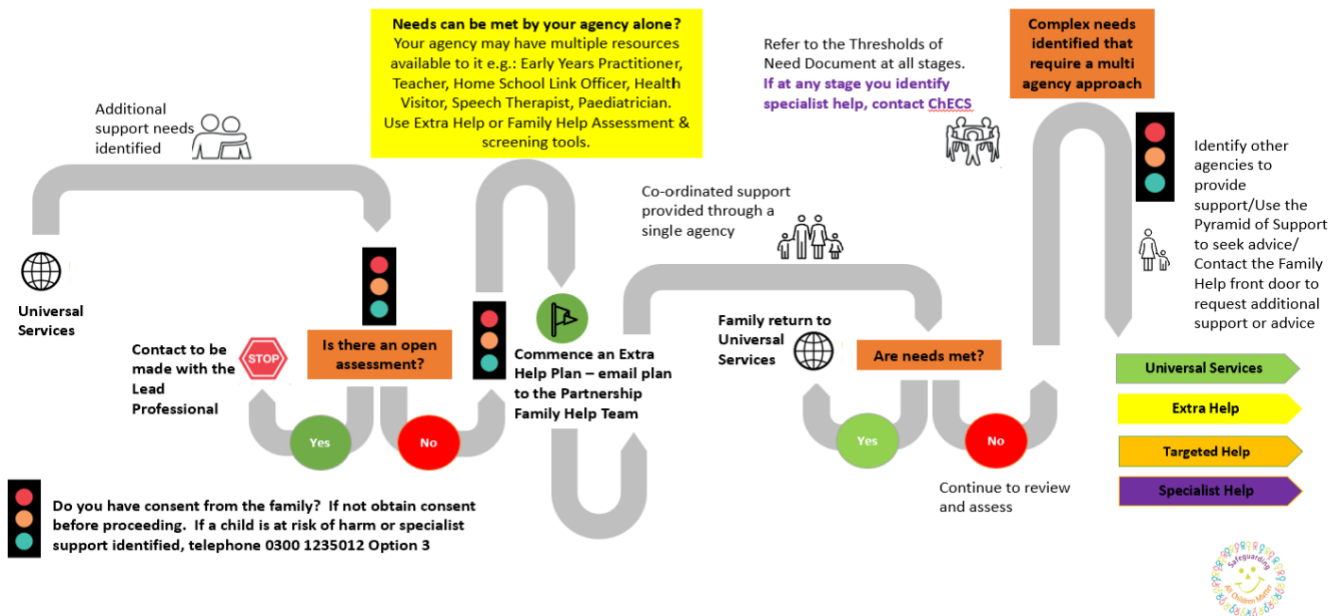 Needs can be met by your agency alone?
Your agency may have multiple resources
available to it e.g.: Early Years Practitioner,
Teacher, Home School Link Officer, Health
Visitor, Speech Therapist, Paediatrician.
Use Extra Help or Family Help Assessment &
screening tools.
Refer to the Thresholds of
Need Document at all stages.
If at any stage you identify
specialist help, contact ChECS
Complex needs
identified that
require a multi
agency approach
Additional
support needs
identified
Identify other
agencies to
provide
support/Use the
Pyramid of Support
to seek advice/
Contact the Family
Help front door to
request additional
support or advice
Co-ordinated support
provided through a
single agency
Universal
Services
Contact to be
made with the
Lead
Professional
STOP
Is there an open
assessment?
Yes
No
Commence an Extra
Help Plan – email plan
to the Partnership
Family Help Team
Family return to
Universal
Services
Are needs met?
Yes
No
Continue to review
and assess
Universal Services
Extra Help
Targeted Help
Specialist Help
Do you have consent from the family? If not obtain consent
before proceeding. If a child is at risk of harm or specialist
support identified, telephone 0300 1235012 Option 3
Safeguarding
All Children Matter